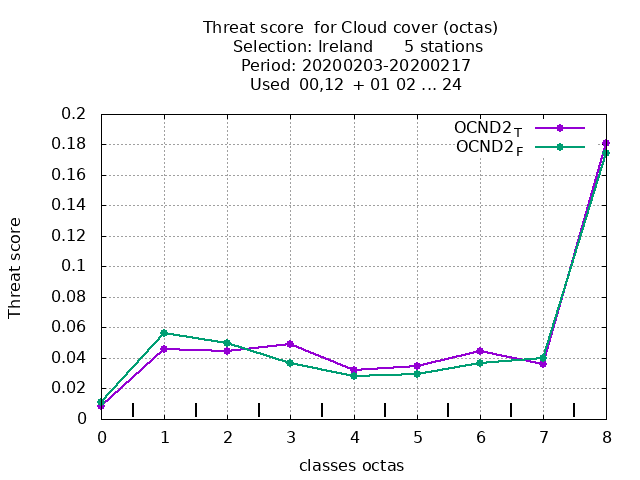 Threat score  for Cloud cover (octas)
Selection: Ireland      5 stations
Period: 20200203-20200217
Used  00,12  + 01 02 ... 24
OCND2T
OCND2F
0.2
0.18
0.16
0.14
0.12
0.1
0.08
0.06
0.04
0.02
0
Threat score
0 1 2 3 4 5 6 7 8
classes octas